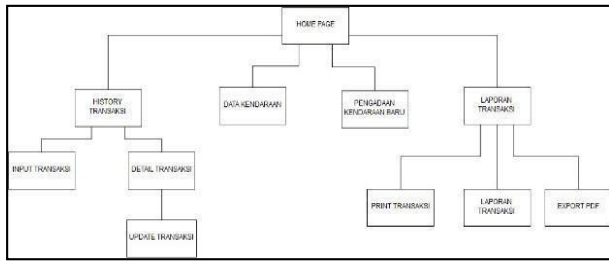 HOME PAGE
HISTORY
TRANSAKSI
DATA KENDARAAN
PENGADAAN
KENDARAAN BARU
LAPORAN
TRANSAKSI
INPUT TRANSAKSI
DETAIL TRANSAKSI
PRINT TRANSAKSI
LAPORAN
TRANSAKSI
EXPORT PDF
UPDATE TRANSAKSI